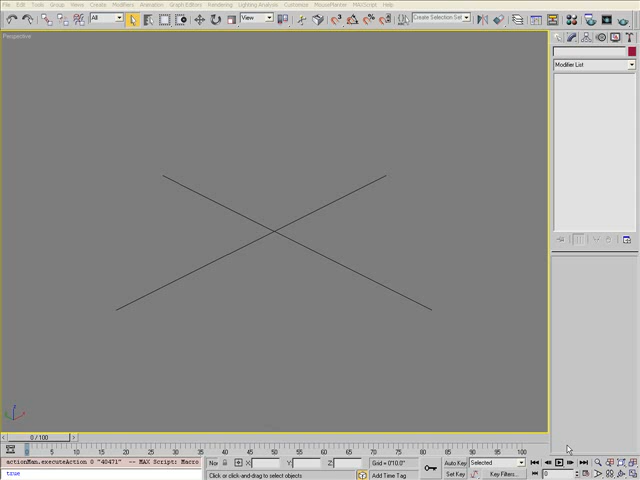 File Edit Tools Group Views Create Modifiers Animation Graph Editors Rendering Lighting Analysis Customize MAXScript Help
All View Create Selection Set
Perspective
Modifier List
0 / 100
5 10 15 20 25 30 35 40 45 50 55 60 65 70 75 80 85 90 95 100
actionMan.executeAction 0 "40471" -- MAX Script: Macro
X: Y: Z: Grid = 0'10.0" Auto Key Selected
true
Click or click-and-drag to select objects Add Time Tag Set Key Key Filters... 0